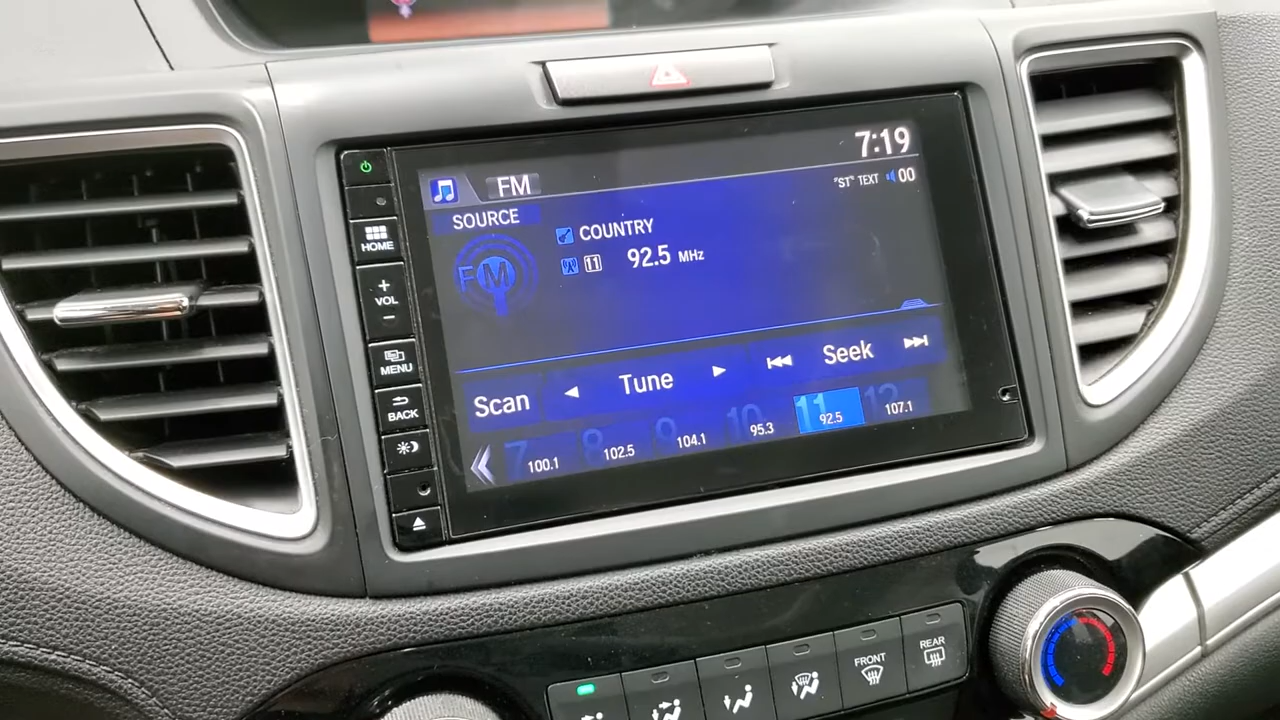 7:19
FM
"ST" TEXT 00
SOURCE
COUNTRY
FM
11 92.5 MHz
HOME
+
VOL
−
MENU
BACK
Scan Tune Seek
7 8 9 10 11 12
100.1 102.5 104.1 95.3 92.5 107.1
FRONT
REAR